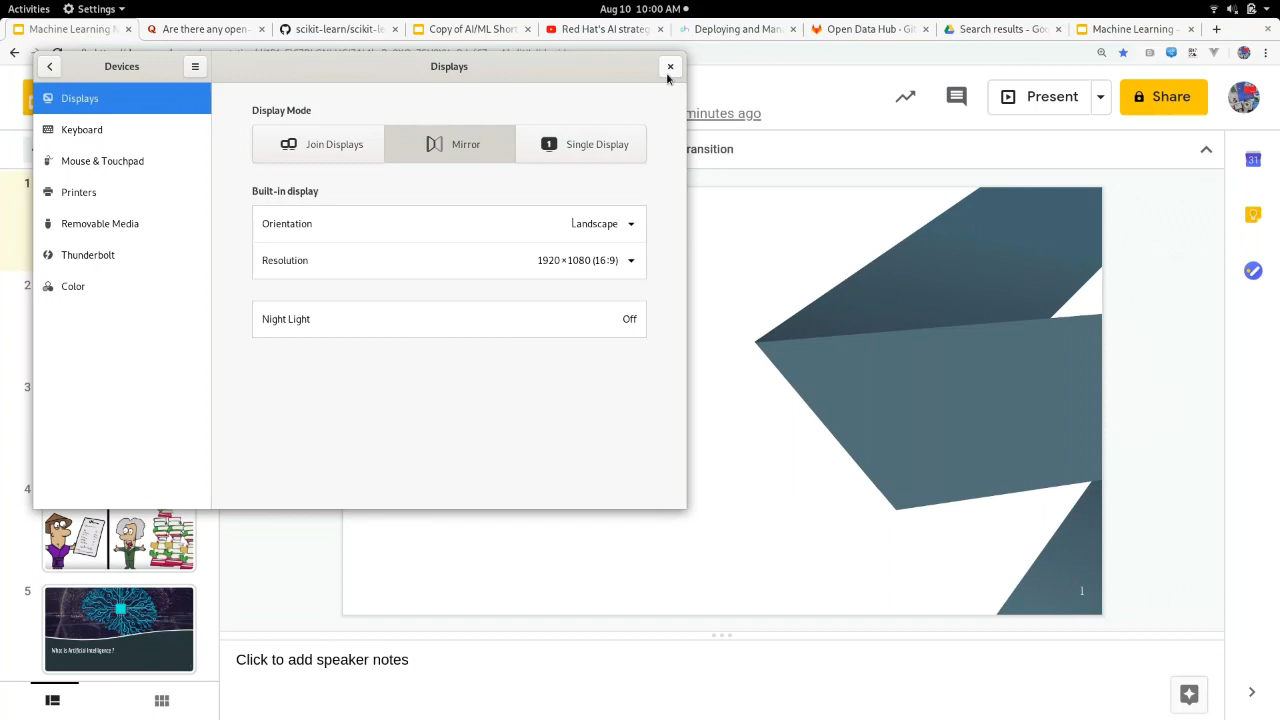 Activities Settings Aug 10 10:00 AM
Machine Learning N Are there any open- scikit-learn/scikit-le Copy of AI/ML Short Red Hat's AI strateg Deploying and Man Open Data Hub · Git Search results - Goo Machine Learning -
Devices Displays
minutes ago
Present Share
ransition
Displays
Keyboard
Mouse & Touchpad
Printers
Removable Media
Thunderbolt
Color
Display Mode
Join Displays Mirror 1 Single Display
Built-in display
Orientation Landscape
Resolution 1920×1080 (16:9)
Night Light Off
31
1
2
3
4
5
What is Artificial Intelligence ?
1
Click to add speaker notes